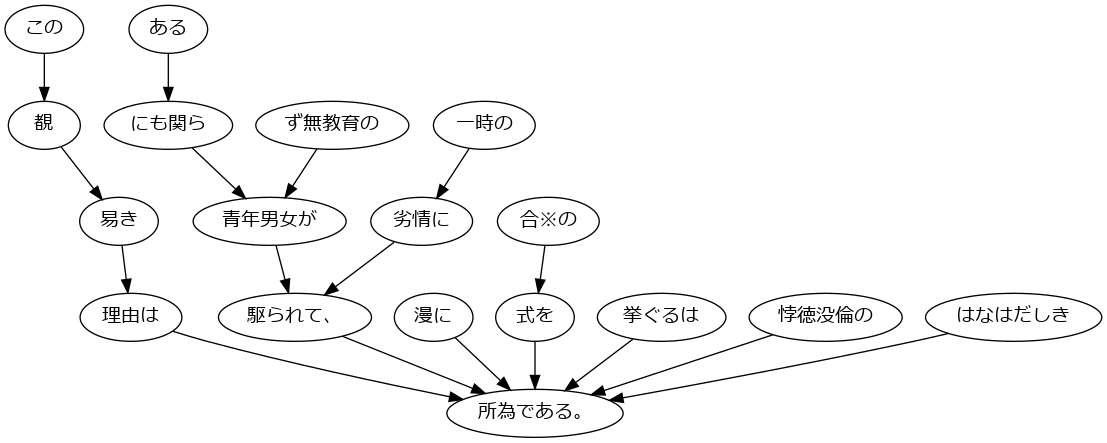 この ある
覩 にも関ら ず無教育の 一時の
易き 青年男女が 劣情に 合※の
理由は 駆られて、 漫に 式を 挙ぐるは 悖徳没倫の はなはだしき
所為である。